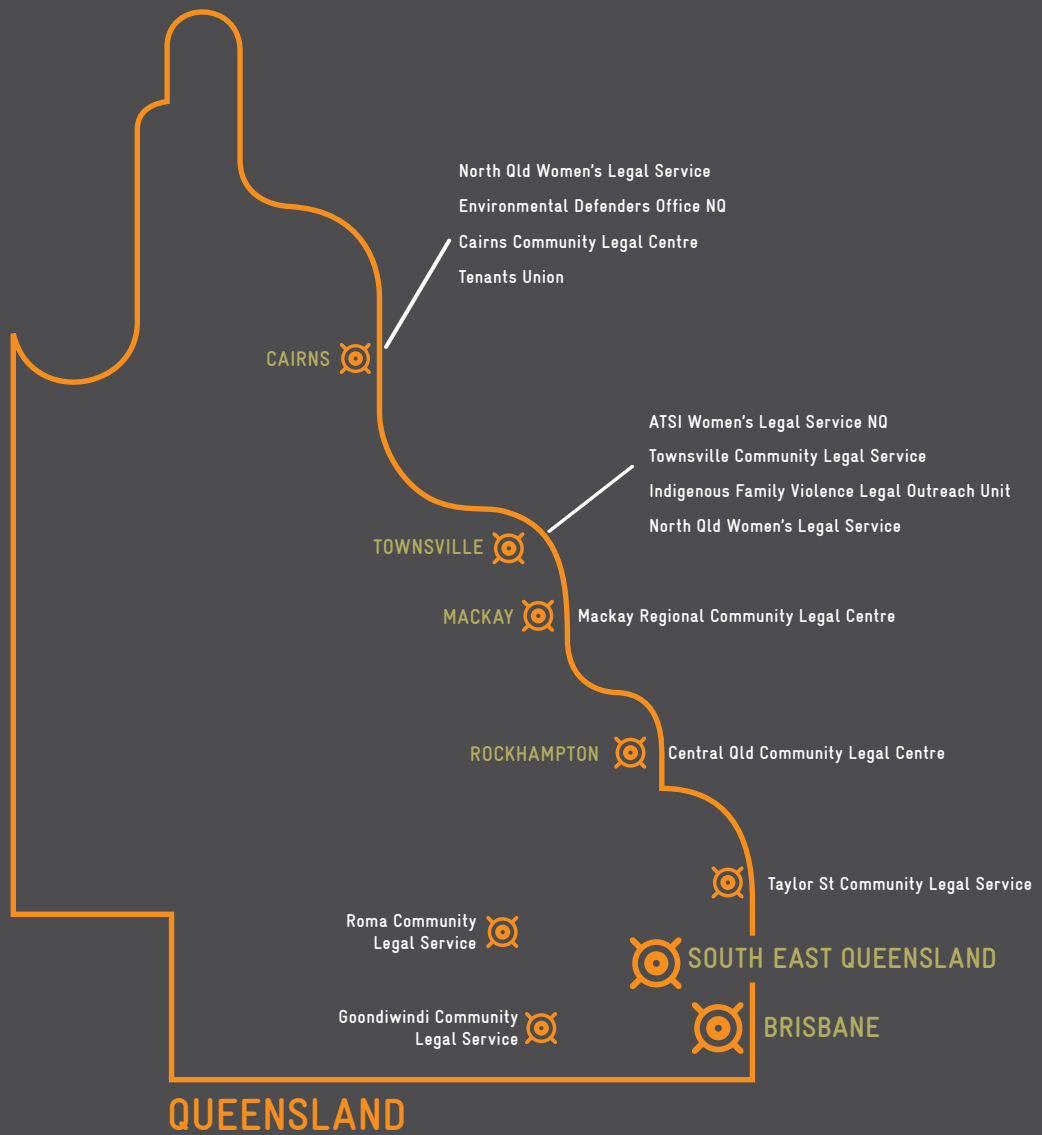 North Qld Women's Legal Service
Environmental Defenders Office NQ
Cairns Community Legal Centre
Tenants Union
CAIRNS
ATSI Women's Legal Service NQ
Townsville Community Legal Service
Indigenous Family Violence Legal Outreach Unit
North Qld Women's Legal Service
TOWNSVILLE
MACKAY
Mackay Regional Community Legal Centre
ROCKHAMPTON
Central Qld Community Legal Centre
Taylor St Community Legal Service
Roma Community
Legal Service
SOUTH EAST QUEENSLAND
Goondiwindi Community
Legal Service
BRISBANE
QUEENSLAND